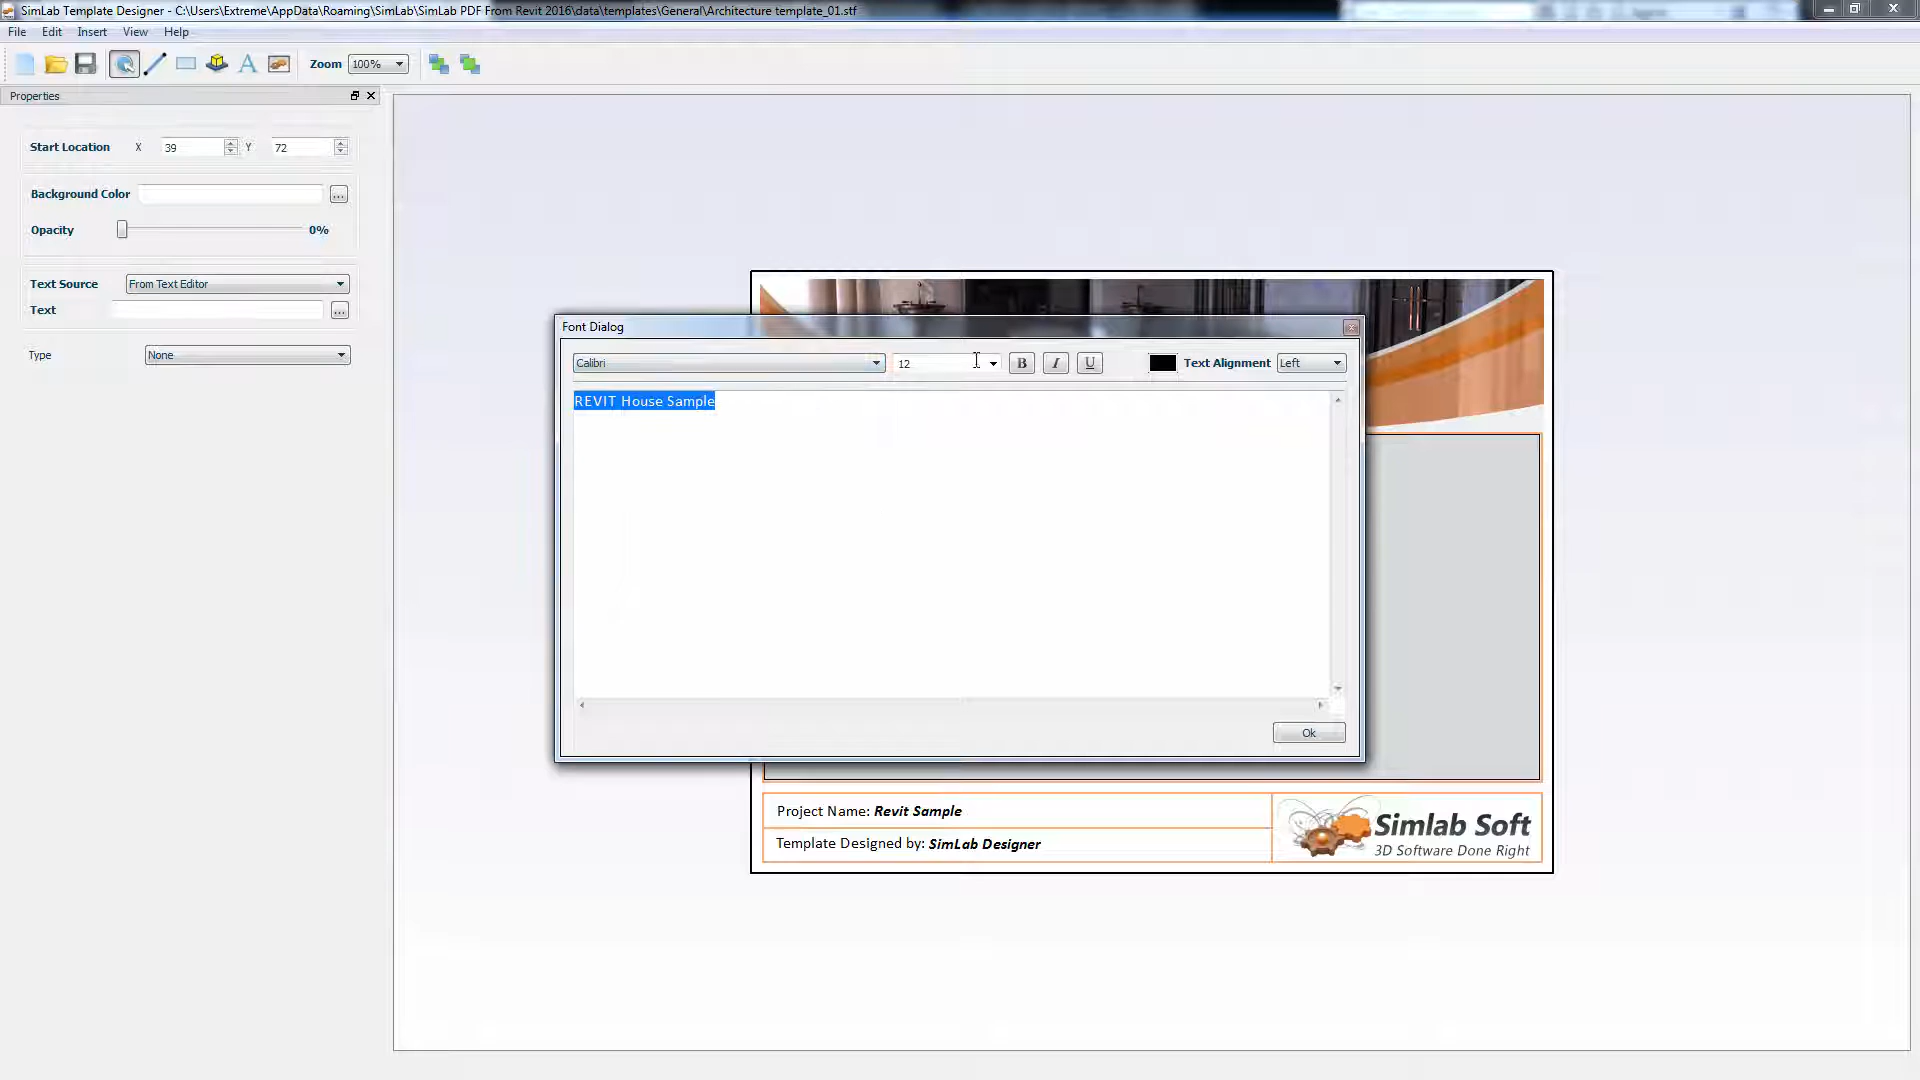 SimLab Template Designer - C:\Users\Extreme\AppData\Roaming\SimLab\SimLab PDF From Revit 2016\data\templates\General\Architecture template_01.stf
File Edit Insert View Help
Zoom 100%
Properties
Start Location X 39 Y 72
Background Color ...
Opacity 0%
Text Source From Text Editor
Text ...
Type None
Font Dialog
Calibri 12 B I U Text Alignment Left
REVIT House Sample
Ok
Project Name: Revit Sample
Template Designed by: SimLab Designer
Simlab Soft
3D Software Done Right